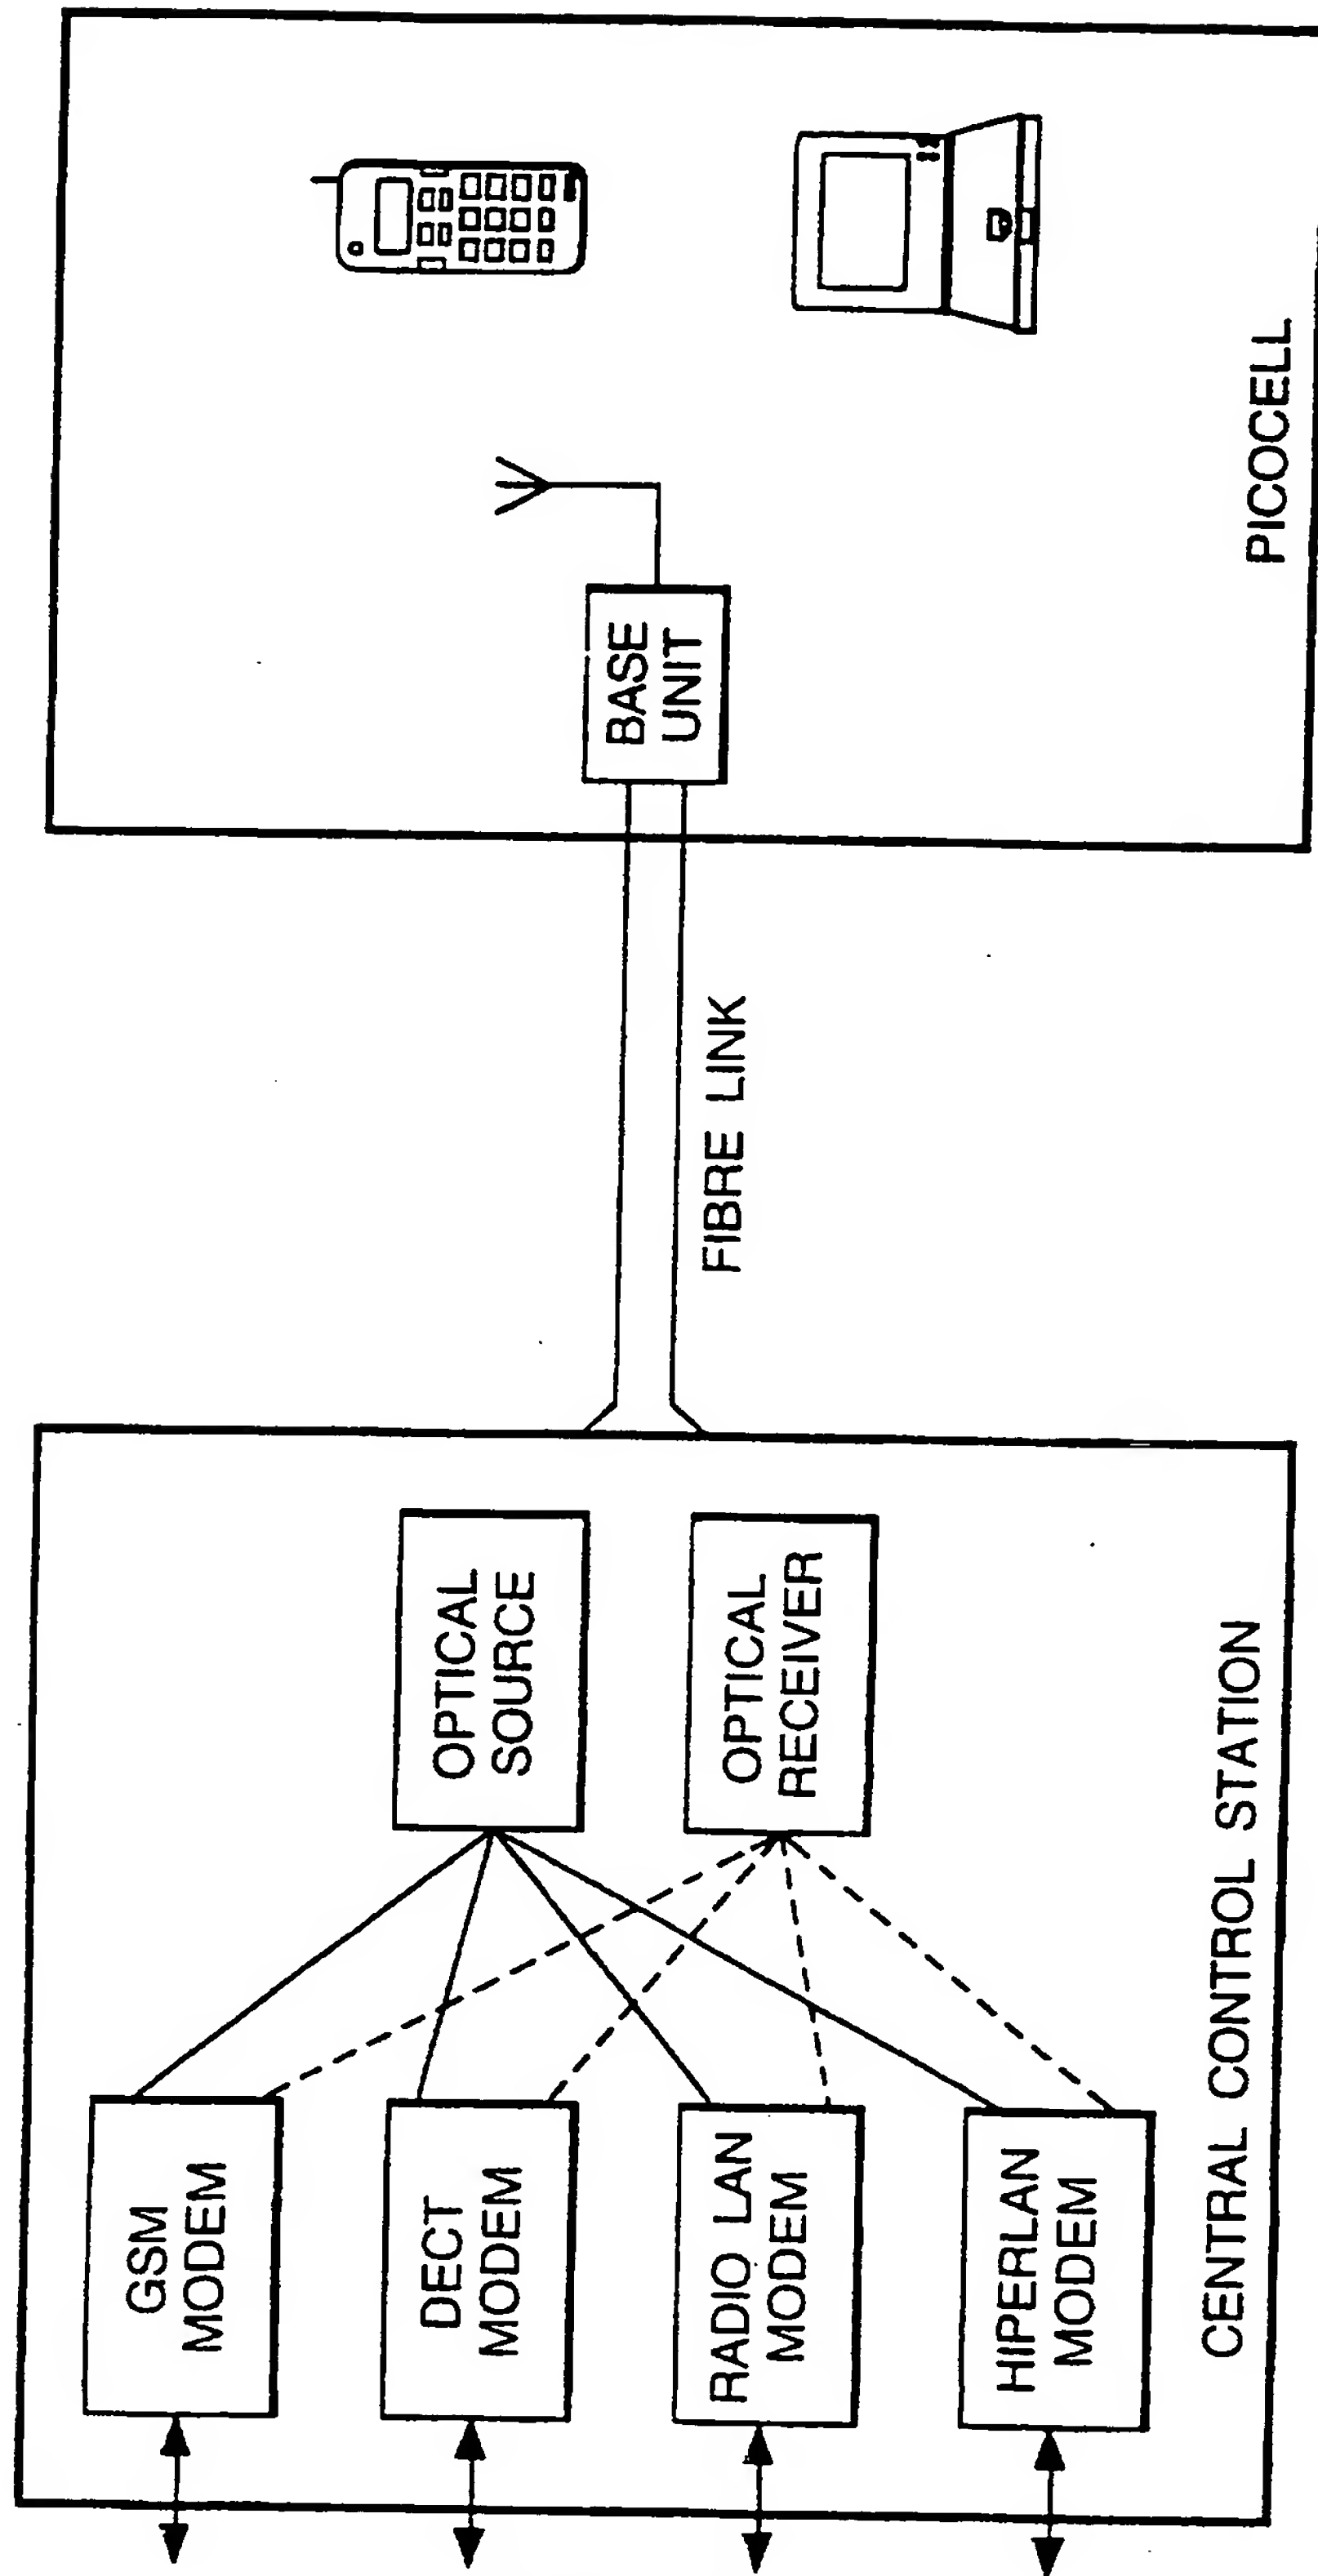 GSM
MODEM
DECT
MODEM
RADIO LAN
MODEM
HIPERLAN
MODEM
OPTICAL
SOURCE
OPTICAL
RECEIVER
CENTRAL CONTROL STATION
FIBRE LINK
BASE
UNIT
PICOCELL